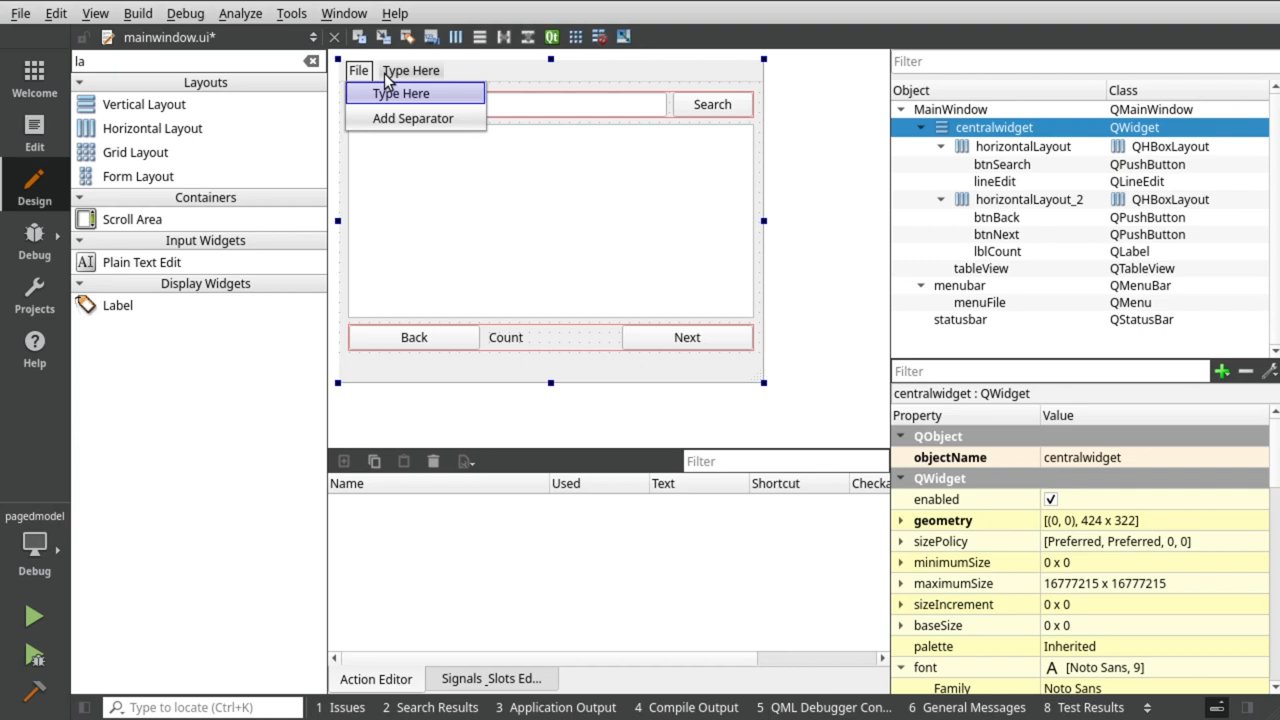 File Edit View Build Debug Analyze Tools Window Help
mainwindow.ui*
la
Layouts
Vertical Layout
Horizontal Layout
Grid Layout
Form Layout
Containers
Scroll Area
Input Widgets
Plain Text Edit
Display Widgets
Label
Welcome
Edit
Design
Debug
Projects
Help
pagedmodel
Debug
File Type Here
Type Here
Add Separator
Search
Back Count Next
Filter
Name Used Text Shortcut Checka
Action Editor Signals _Slots Ed...
Filter
Object Class
MainWindow QMainWindow
centralwidget QWidget
horizontalLayout QHBoxLayout
btnSearch QPushButton
lineEdit QLineEdit
horizontalLayout_2 QHBoxLayout
btnBack QPushButton
btnNext QPushButton
lblCount QLabel
tableView QTableView
menubar QMenuBar
menuFile QMenu
statusbar QStatusBar
Filter
centralwidget : QWidget
Property Value
QObject
objectName centralwidget
QWidget
enabled
geometry [(0, 0), 424 x 322]
sizePolicy [Preferred, Preferred, 0, 0]
minimumSize 0 x 0
maximumSize 16777215 x 16777215
sizeIncrement 0 x 0
baseSize 0 x 0
palette Inherited
font A [Noto Sans, 9]
Family Noto Sans
Type to locate (Ctrl+K) 1 Issues 2 Search Results 3 Application Output 4 Compile Output 5 QML Debugger Con... 6 General Messages 8 Test Results